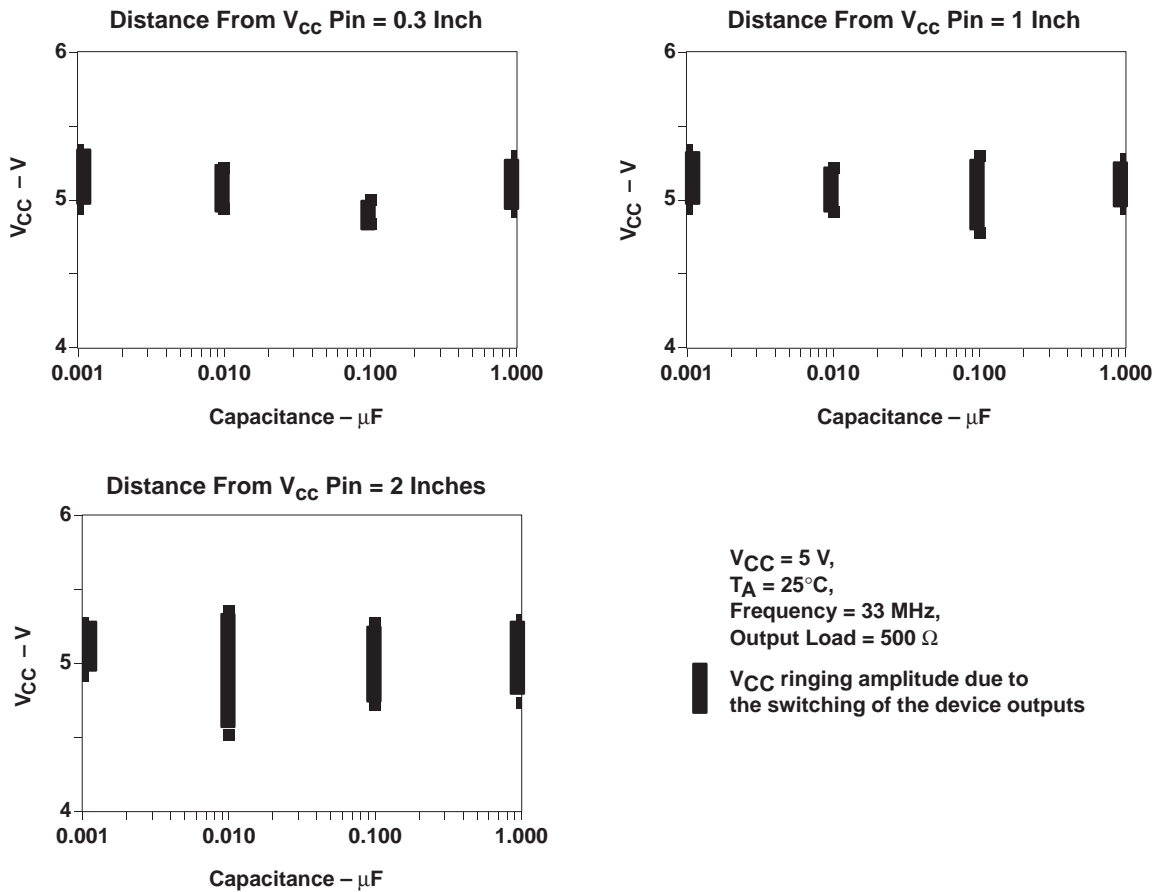 Distance From VCC Pin = 0.3 Inch
6
5
4
VCC – V
0.001
0.010
0.100
1.000
Capacitance – μF
Distance From VCC Pin = 1 Inch
6
5
4
VCC – V
0.001
0.010
0.100
1.000
Capacitance – μF
Distance From VCC Pin = 2 Inches
6
5
4
VCC – V
0.001
0.010
0.100
1.000
Capacitance – μF
VCC = 5 V,
TA = 25°C,
Frequency = 33 MHz,
Output Load = 500 Ω
VCC ringing amplitude due to
the switching of the device outputs